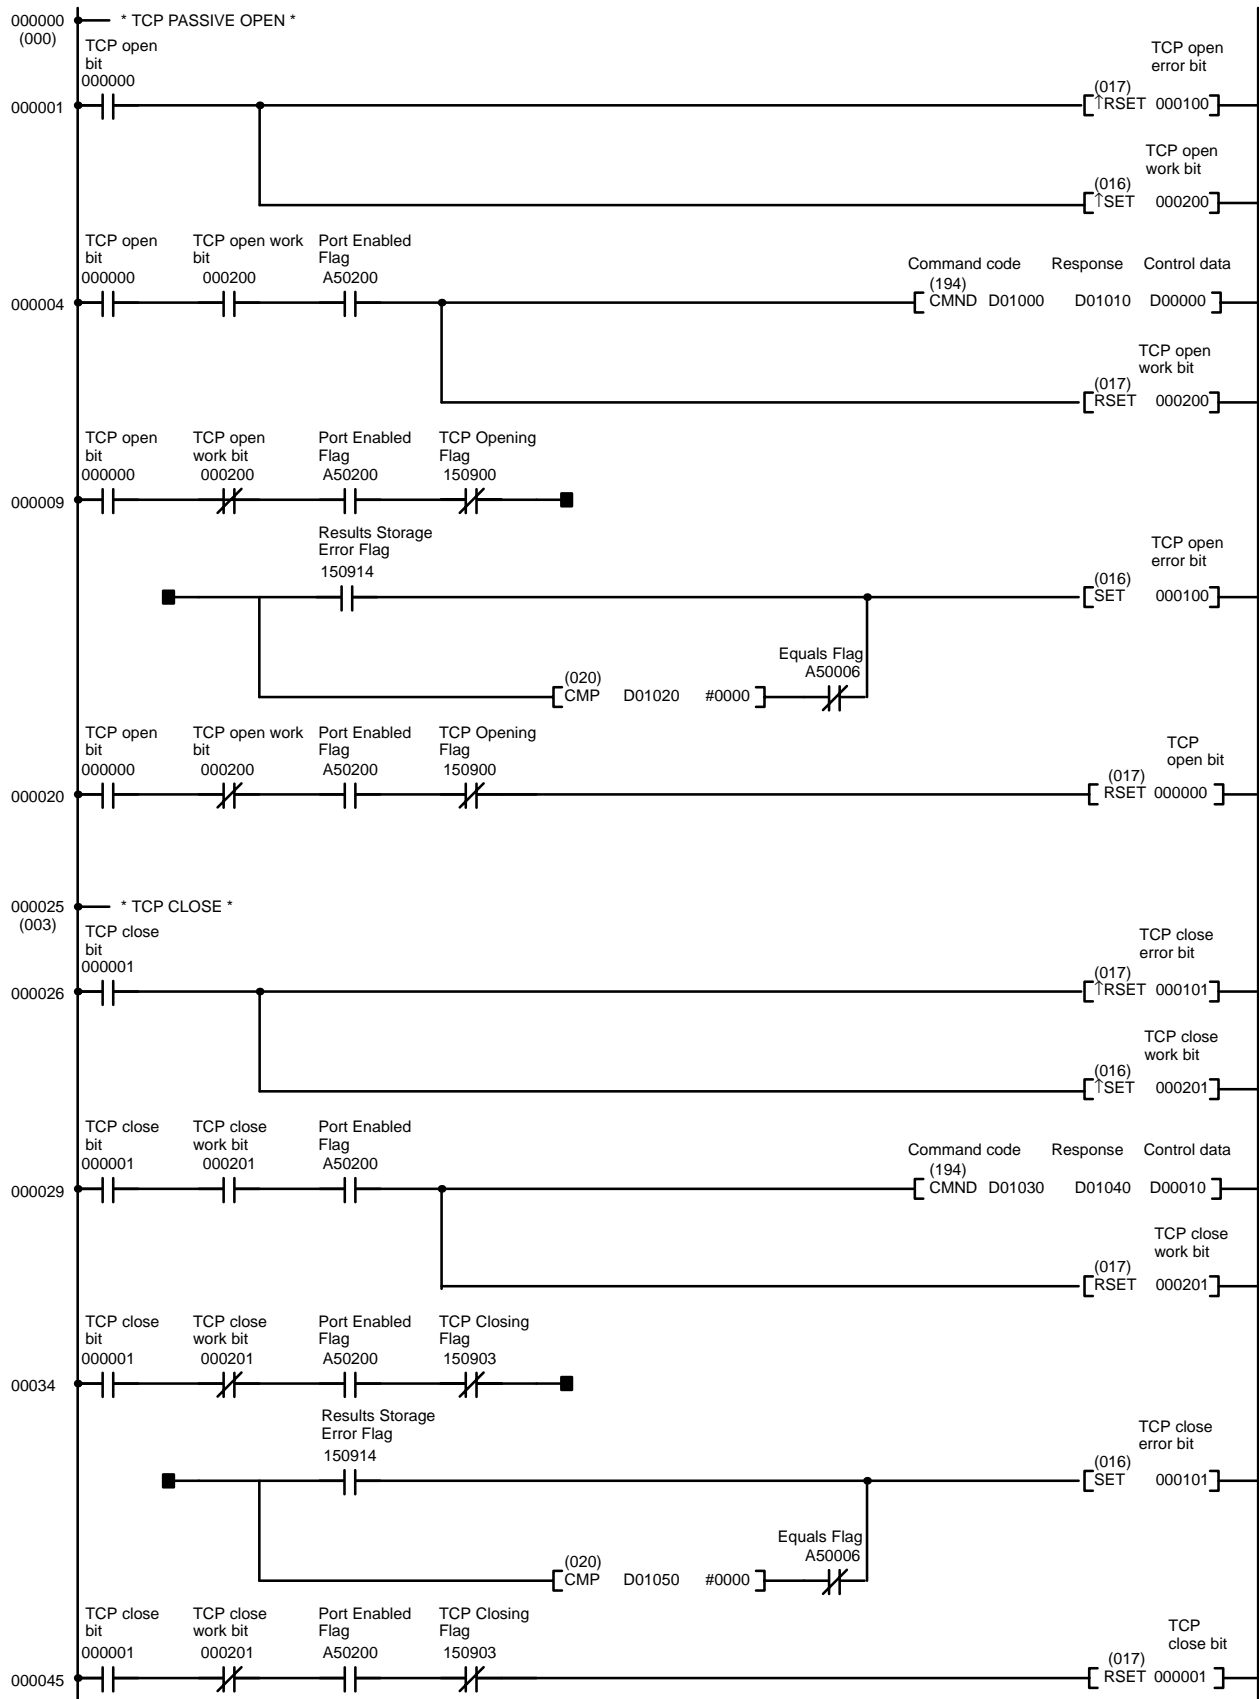 000000
(000)
* TCP PASSIVE OPEN *
TCP open
bit
000000
TCP open
error bit
000001
(017)
↑RSET 000100
TCP open
work bit
(016)
↑SET 000200
TCP open
bit
000000
TCP open work
bit
000200
Port Enabled
Flag
A50200
Command code Response Control data
000004
(194)
CMND D01000 D01010 D00000
TCP open
work bit
(017)
RSET 000200
TCP open
bit
000000
TCP open
work bit
000200
Port Enabled
Flag
A50200
TCP Opening
Flag
150900
000009
Results Storage
Error Flag
150914
TCP open
error bit
(016)
SET 000100
Equals Flag
A50006
(020)
CMP D01020 #0000
TCP open
bit
000000
TCP open work
bit
000200
Port Enabled
Flag
A50200
TCP Opening
Flag
150900
TCP
open bit
000020
(017)
RSET 000000
000025
(003)
* TCP CLOSE *
TCP close
bit
000001
TCP close
error bit
000026
(017)
↑RSET 000101
TCP close
work bit
(016)
↑SET 000201
TCP close
bit
000001
TCP close
work bit
000201
Port Enabled
Flag
A50200
Command code Response Control data
000029
(194)
CMND D01030 D01040 D00010
TCP close
work bit
(017)
RSET 000201
TCP close
bit
000001
TCP close
work bit
000201
Port Enabled
Flag
A50200
TCP Closing
Flag
150903
00034
Results Storage
Error Flag
150914
TCP close
error bit
(016)
SET 000101
Equals Flag
A50006
(020)
CMP D01050 #0000
TCP close
bit
000001
TCP close
work bit
000201
Port Enabled
Flag
A50200
TCP Closing
Flag
150903
TCP
close bit
000045
(017)
RSET 000001